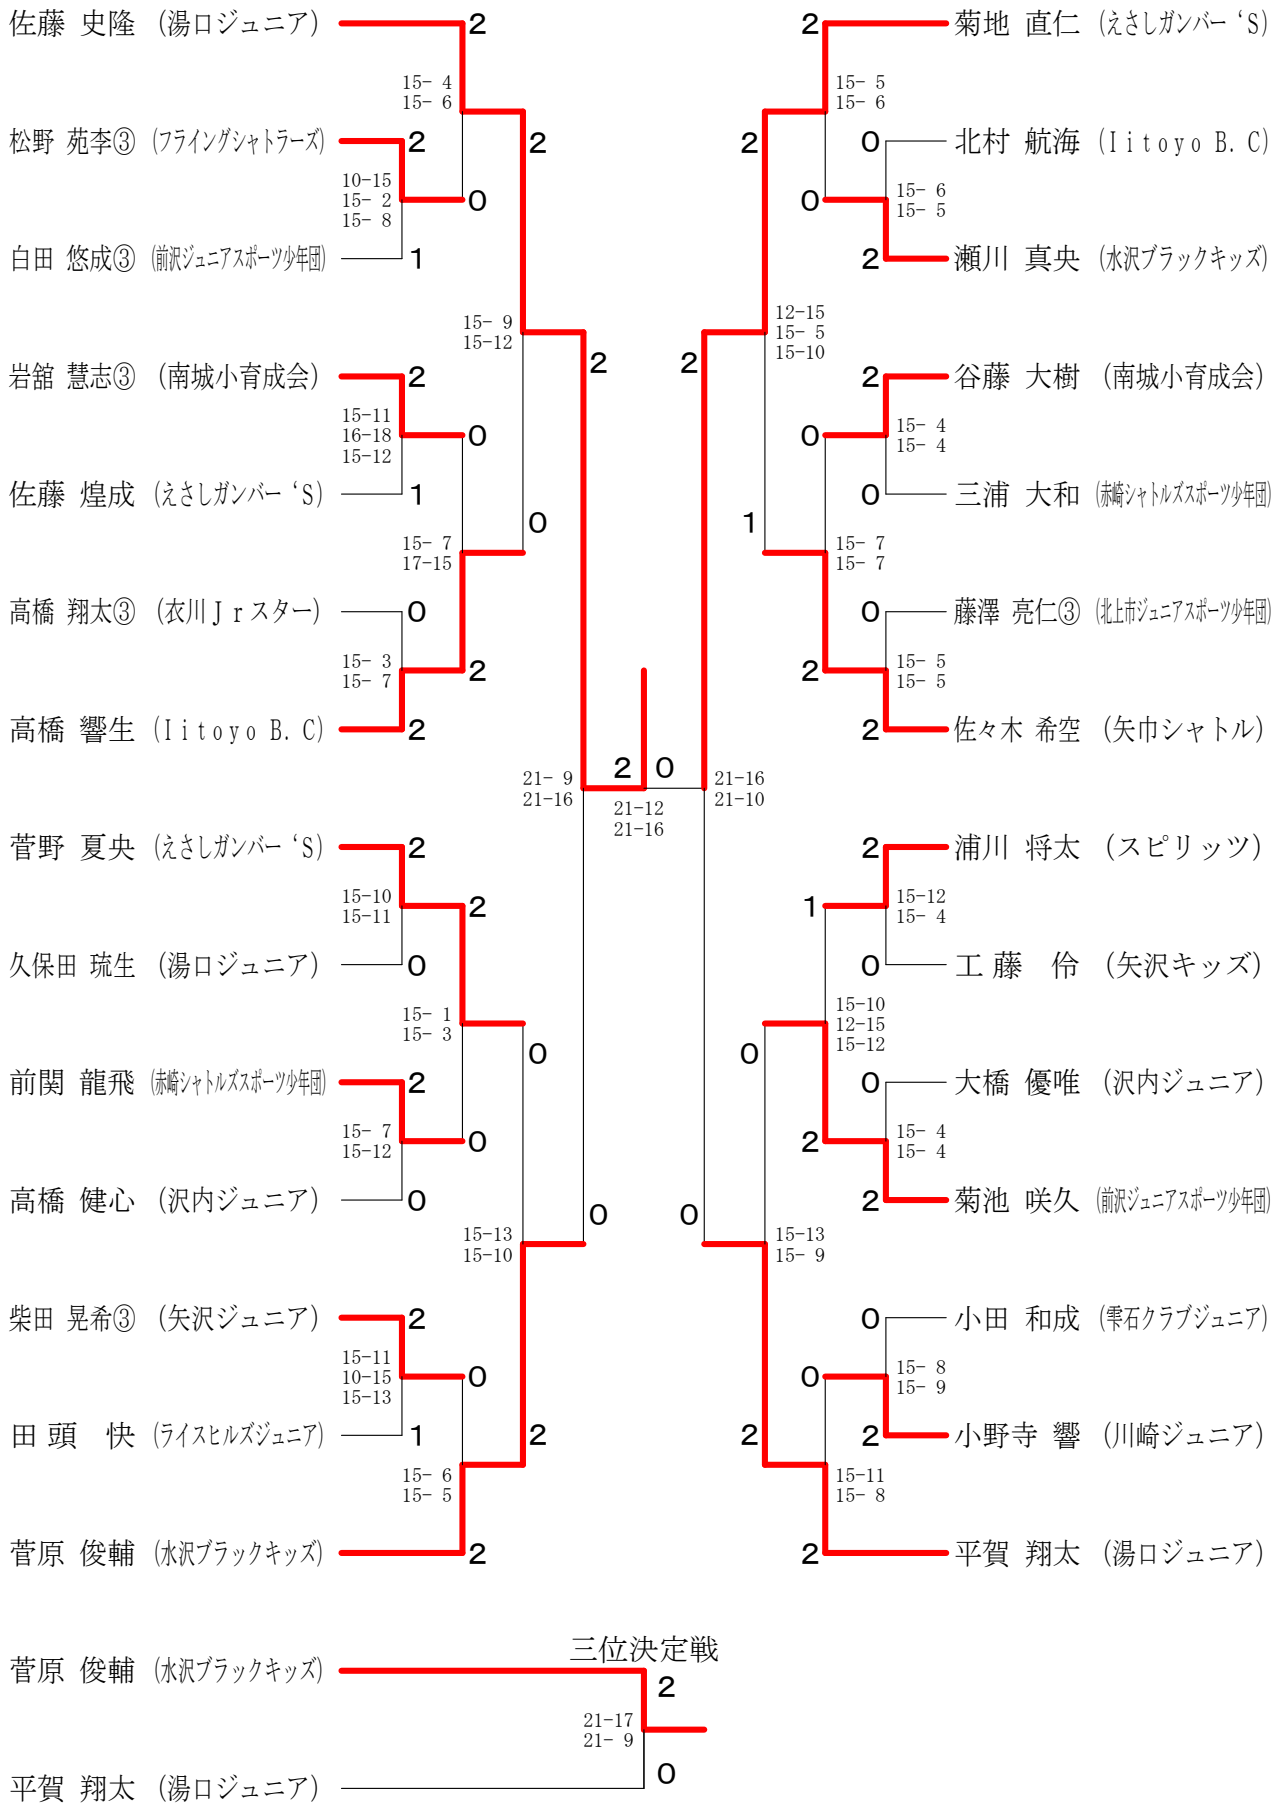 佐藤 史隆 (湯口ジュニア) 2
15- 4
15- 6
松野 苑李③ (フライングシャトラーズ) 2
2
10-15
15- 2
15- 8
0
白田 悠成③ (前沢ジュニアスポーツ少年団) 1
15- 9
15-12
2
岩舘 慧志③ (南城小育成会) 2
15-11
16-18
15-12
0
佐藤 煌成 (えさしガンバー‘S) 1
0
15- 7
17-15
高橋 翔太③ (衣川Jrスター) 0
15- 3
15- 7
2
高橋 響生 (Iitoyo B.C) 2
21- 9
21-16
菅野 夏央 (えさしガンバー‘S) 2
15-10
15-11
2
久保田 琉生 (湯口ジュニア) 0
15- 1
15- 3
0
前関 龍飛 (赤崎シャトルズスポーツ少年団) 2
15- 7
15-12
0
高橋 健心 (沢内ジュニア) 0
0
15-13
15-10
柴田 晃希③ (矢沢ジュニア) 2
15-11
10-15
15-13
0
田頭 快 (ライスヒルズジュニア) 1
2
15- 6
15- 5
菅原 俊輔 (水沢ブラックキッズ) 2
2 0
21-12
21-16
2 菊地 直仁 (えさしガンバー‘S)
15- 5
15- 6
0 北村 航海 (Iitoyo B.C)
2
15- 6
15- 5
0
2 瀬川 真央 (水沢ブラックキッズ)
12-15
15- 5
15-10
2
2 谷藤 大樹 (南城小育成会)
15- 4
15- 4
0
0 三浦 大和 (赤崎シャトルズスポーツ少年団)
1
15- 7
15- 7
0 藤澤 亮仁③ (北上市ジュニアスポーツ少年団)
15- 5
15- 5
2
2 佐々木 希空 (矢巾シャトル)
21-16
21-10
2 浦川 将太 (スピリッツ)
15-12
15- 4
1
0 工藤 伶 (矢沢キッズ)
15-10
12-15
15-12
0
0 大橋 優唯 (沢内ジュニア)
15- 4
15- 4
2
2 菊池 咲久 (前沢ジュニアスポーツ少年団)
0
15-13
15- 9
0 小田 和成 (雫石クラブジュニア)
15- 8
15- 9
0
2 小野寺 響 (川崎ジュニア)
2
15-11
15- 8
2 平賀 翔太 (湯口ジュニア)
三位決定戦
菅原 俊輔 (水沢ブラックキッズ) 2
21-17
21- 9
平賀 翔太 (湯口ジュニア) 0